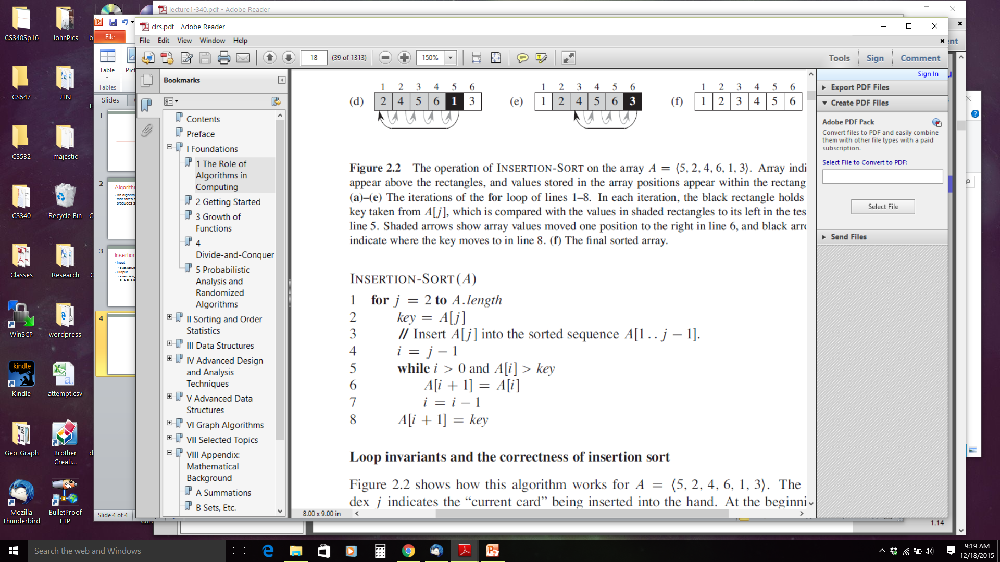 lecture1-340.pdf - Adobe Reader
clrs.pdf - Adobe Reader
File Edit View Window Help
18 (39 of 1313) 150%
Tools Sign Comment
File
Table
Tables
Slides
1
2
3
4
Slide 4 of 4
Bookmarks
Contents
Preface
I Foundations
1 The Role of
Algorithms in
Computing
2 Getting Started
3 Growth of
Functions
4
Divide-and-Conquer
5 Probabilistic
Analysis and
Randomized
Algorithms
II Sorting and Order
Statistics
III Data Structures
IV Advanced Design
and Analysis
Techniques
V Advanced Data
Structures
VI Graph Algorithms
VII Selected Topics
VIII Appendix:
Mathematical
Background
A Summations
B Sets, Etc.
1 2 3 4 5 6
(d) 2 4 5 6 1 3
1 2 3 4 5 6
(e) 1 2 4 5 6 3
1 2 3 4 5 6
(f) 1 2 3 4 5 6
Figure 2.2 The operation of INSERTION-SORT on the array A = ⟨5, 2, 4, 6, 1, 3⟩. Array indi
appear above the rectangles, and values stored in the array positions appear within the rectang
(a)–(e) The iterations of the for loop of lines 1–8. In each iteration, the black rectangle holds
key taken from A[j], which is compared with the values in shaded rectangles to its left in the tes
line 5. Shaded arrows show array values moved one position to the right in line 6, and black arro
indicate where the key moves to in line 8. (f) The final sorted array.
INSERTION-SORT(A)
1 for j = 2 to A.length
2 key = A[j]
3 // Insert A[j] into the sorted sequence A[1 . . j − 1].
4 i = j − 1
5 while i > 0 and A[i] > key
6 A[i + 1] = A[i]
7 i = i − 1
8 A[i + 1] = key
Loop invariants and the correctness of insertion sort
Figure 2.2 shows how this algorithm works for A = ⟨5, 2, 4, 6, 1, 3⟩. The
dex j indicates the “current card” being inserted into the hand. At the beginni
8.00 x 9.00 in
Sign In
Export PDF Files
Create PDF Files
Adobe PDF Pack
Convert files to PDF and easily combine
them with other file types with a paid
subscription.
Select File to Convert to PDF:
Select File
Send Files
1.14
CS340Sp16
JohnPics
CS547
JTN
CS532
majestic
CS340
Recycle Bin
Classes
Research
WinSCP
wordpress
kindle
Kindle
attempt.csv
Geo_Graph
Brother
Creati...
Mozilla
Thunderbird
BulletProof
FTP
Search the web and Windows
9:19 AM
12/18/2015